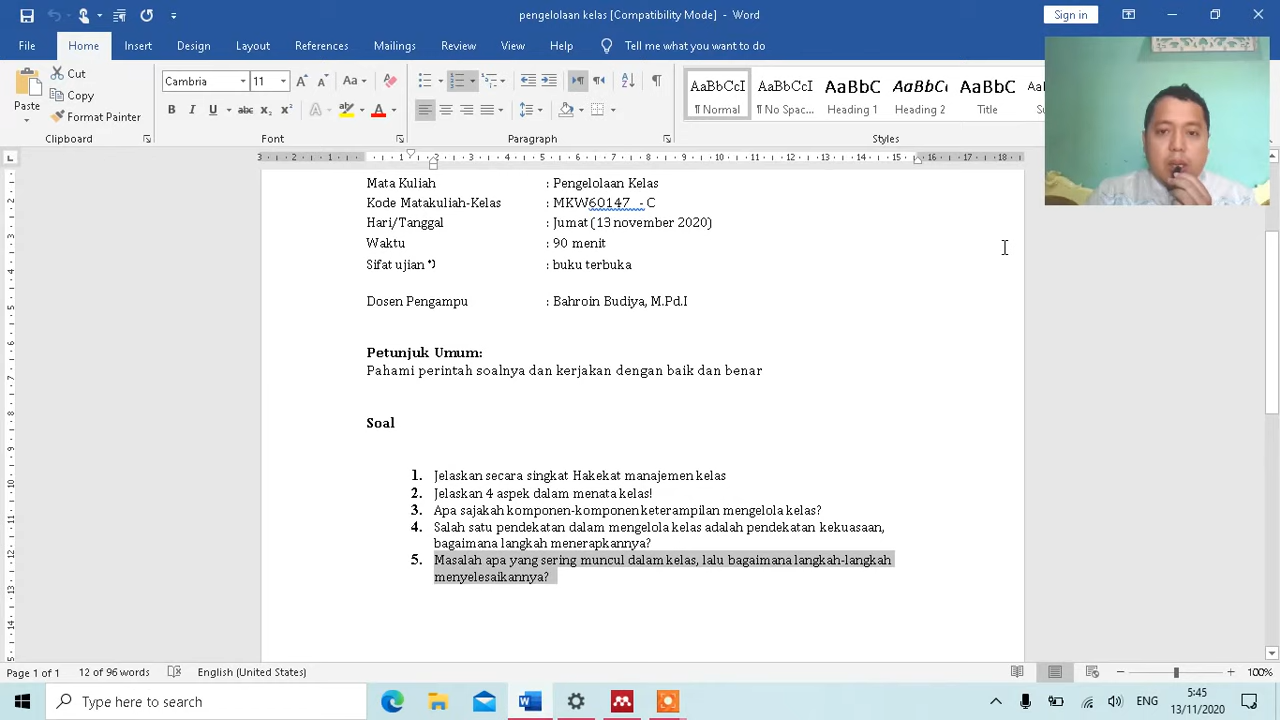 pengelolaan kelas [Compatibility Mode] - Word
Sign in
File Home Insert Design Layout References Mailings Review View Help Tell me what you want to do
Paste
Cut
Copy
Format Painter
Clipboard
Cambria 11
Font
Paragraph
AaBbCcI AaBbCcI AaBbC AaBbCc AaBbC
¶ Normal ¶ No Spac... Heading 1 Heading 2 Title
Styles
Mata Kuliah : Pengelolaan Kelas
Kode Matakuliah-Kelas : MKW60147 - C
Hari/Tanggal : Jumat (13 november 2020)
Waktu : 90 menit
Sifat ujian *) : buku terbuka
Dosen Pengampu : Bahroin Budiya, M.Pd.I
Petunjuk Umum:
Pahami perintah soalnya dan kerjakan dengan baik dan benar
Soal
1. Jelaskan secara singkat Hakekat manajemen kelas
2. Jelaskan 4 aspek dalam menata kelas!
3. Apa sajakah komponen-komponen keterampilan mengelola kelas?
4. Salah satu pendekatan dalam mengelola kelas adalah pendekatan kekuasaan,
bagaimana langkah menerapkannya?
5. Masalah apa yang sering muncul dalam kelas, lalu bagaimana langkah-langkah
menyelesaikannya?
Page 1 of 1 12 of 96 words English (United States) 100%
Type here to search
ENG
5:45
13/11/2020